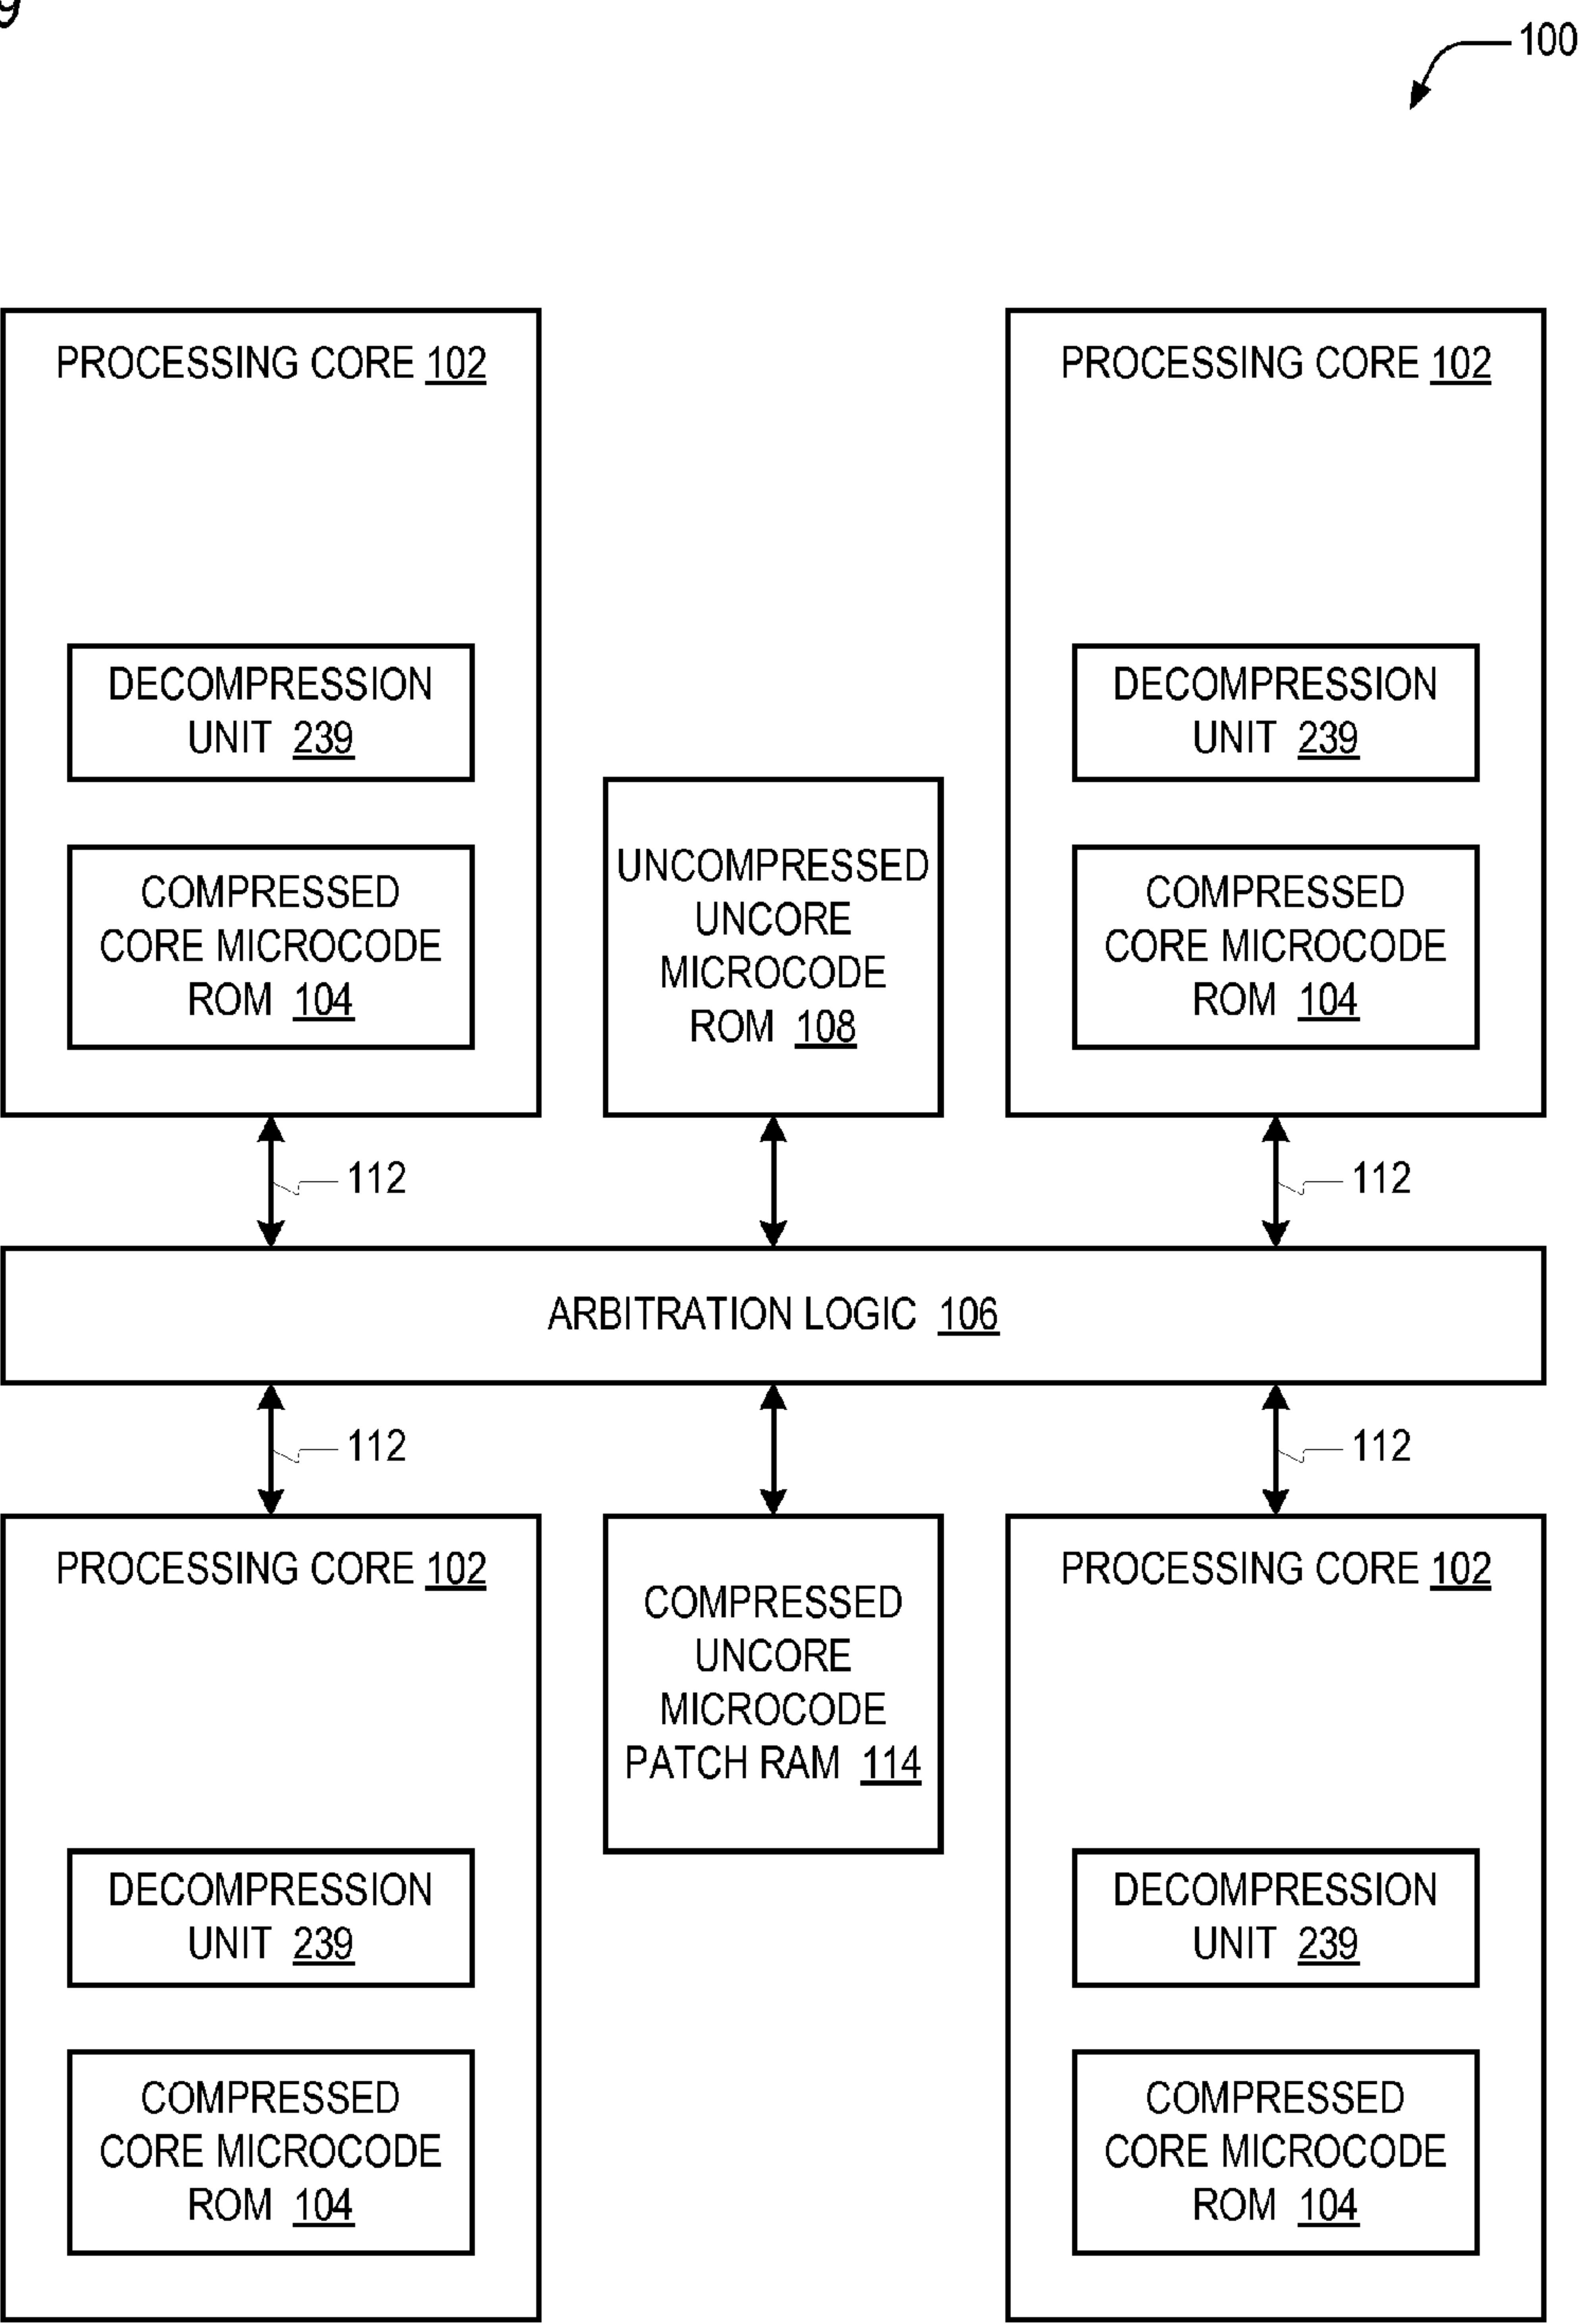 100
PROCESSING CORE 102
DECOMPRESSION
UNIT 239
COMPRESSED
CORE MICROCODE
ROM 104
UNCOMPRESSED
UNCORE
MICROCODE
ROM 108
PROCESSING CORE 102
DECOMPRESSION
UNIT 239
COMPRESSED
CORE MICROCODE
ROM 104
112
112
ARBITRATION LOGIC 106
112
112
PROCESSING CORE 102
DECOMPRESSION
UNIT 239
COMPRESSED
CORE MICROCODE
ROM 104
COMPRESSED
UNCORE
MICROCODE
PATCH RAM 114
PROCESSING CORE 102
DECOMPRESSION
UNIT 239
COMPRESSED
CORE MICROCODE
ROM 104